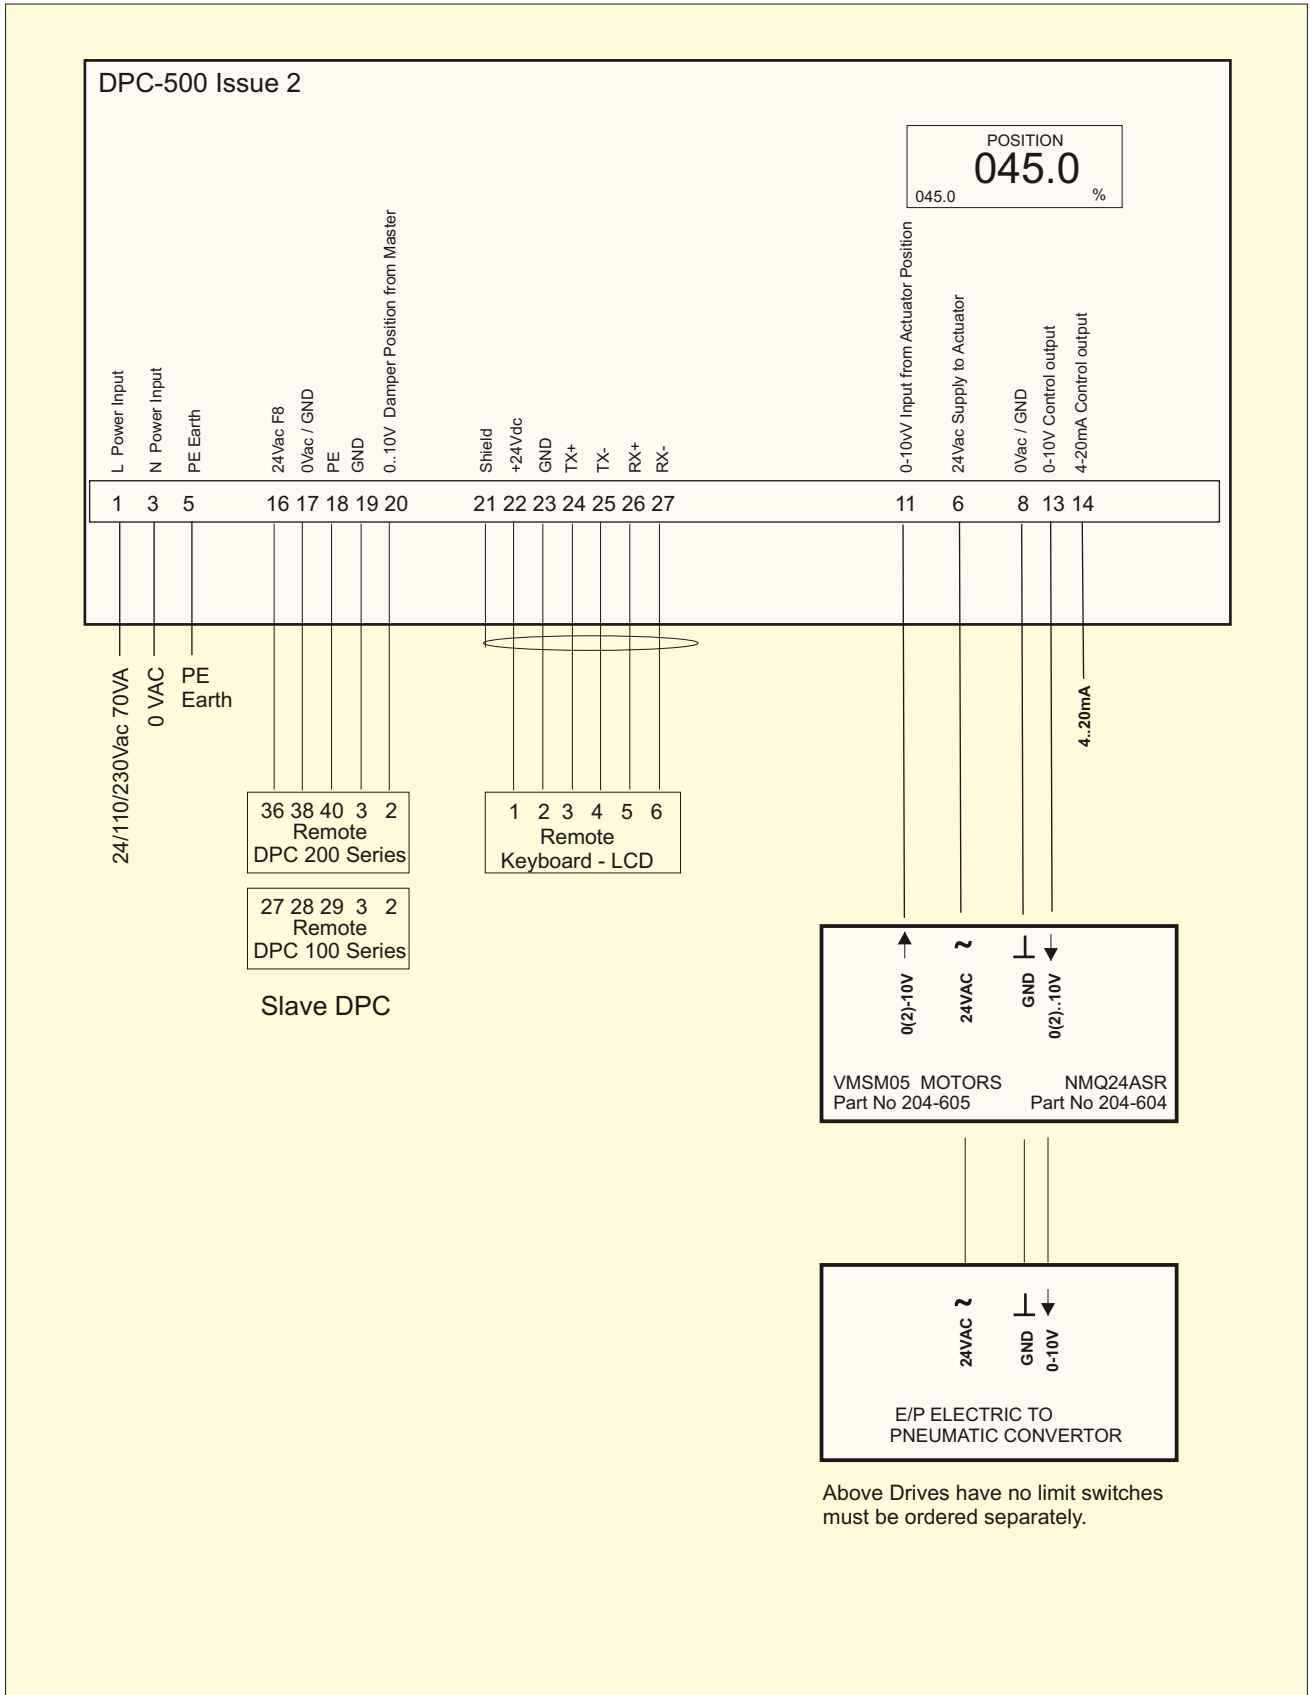 DPC-500 Issue 2
POSITION
045.0
045.0 %
L Power Input
N Power Input
PE Earth
24Vac F8
0Vac / GND
PE
GND
0..10V Damper Position from Master
Shield
+24Vdc
GND
TX+
TX-
RX+
RX-
0-10vV Input from Actuator Position
24Vac Supply to Actuator
0Vac / GND
0-10V Control output
4-20mA Control output
1 3 5 16 17 18 19 20 21 22 23 24 25 26 27 11 6 8 13 14
24/110/230Vac 70VA
0 VAC
PE
Earth
4..20mA
36 38 40 3 2
Remote
DPC 200 Series
1 2 3 4 5 6
Remote
Keyboard - LCD
27 28 29 3 2
Remote
DPC 100 Series
Slave DPC
~
0(2)-10V
24VAC
GND
0(2)..10V
VMSM05 MOTORS NMQ24ASR
Part No 204-605 Part No 204-604
~
24VAC
GND
0-10V
E/P ELECTRIC TO
PNEUMATIC CONVERTOR
Above Drives have no limit switches
must be ordered separately.